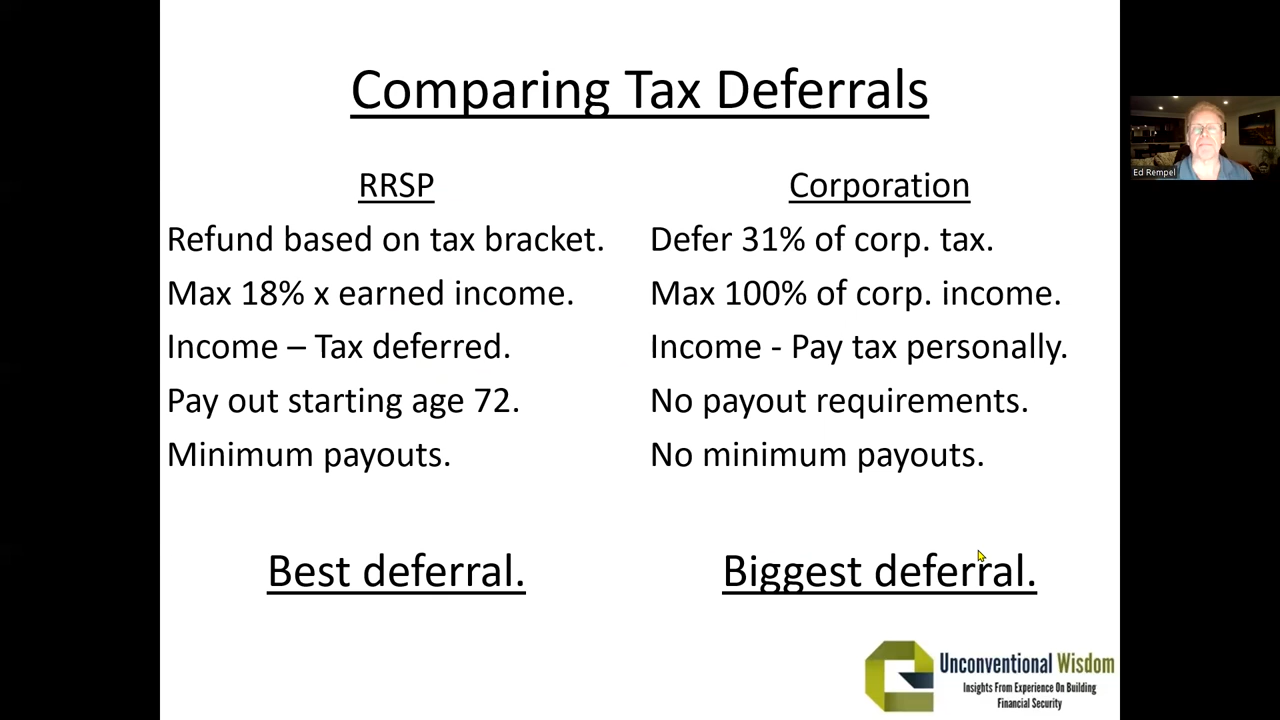 Comparing Tax Deferrals
RRSP
Refund based on tax bracket.
Max 18% x earned income.
Income – Tax deferred.
Pay out starting age 72.
Minimum payouts.
Best deferral.
Corporation
Defer 31% of corp. tax.
Max 100% of corp. income.
Income - Pay tax personally.
No payout requirements.
No minimum payouts.
Biggest deferral.
Ed Rempel
Unconventional Wisdom
Insights From Experience On Building
Financial Security